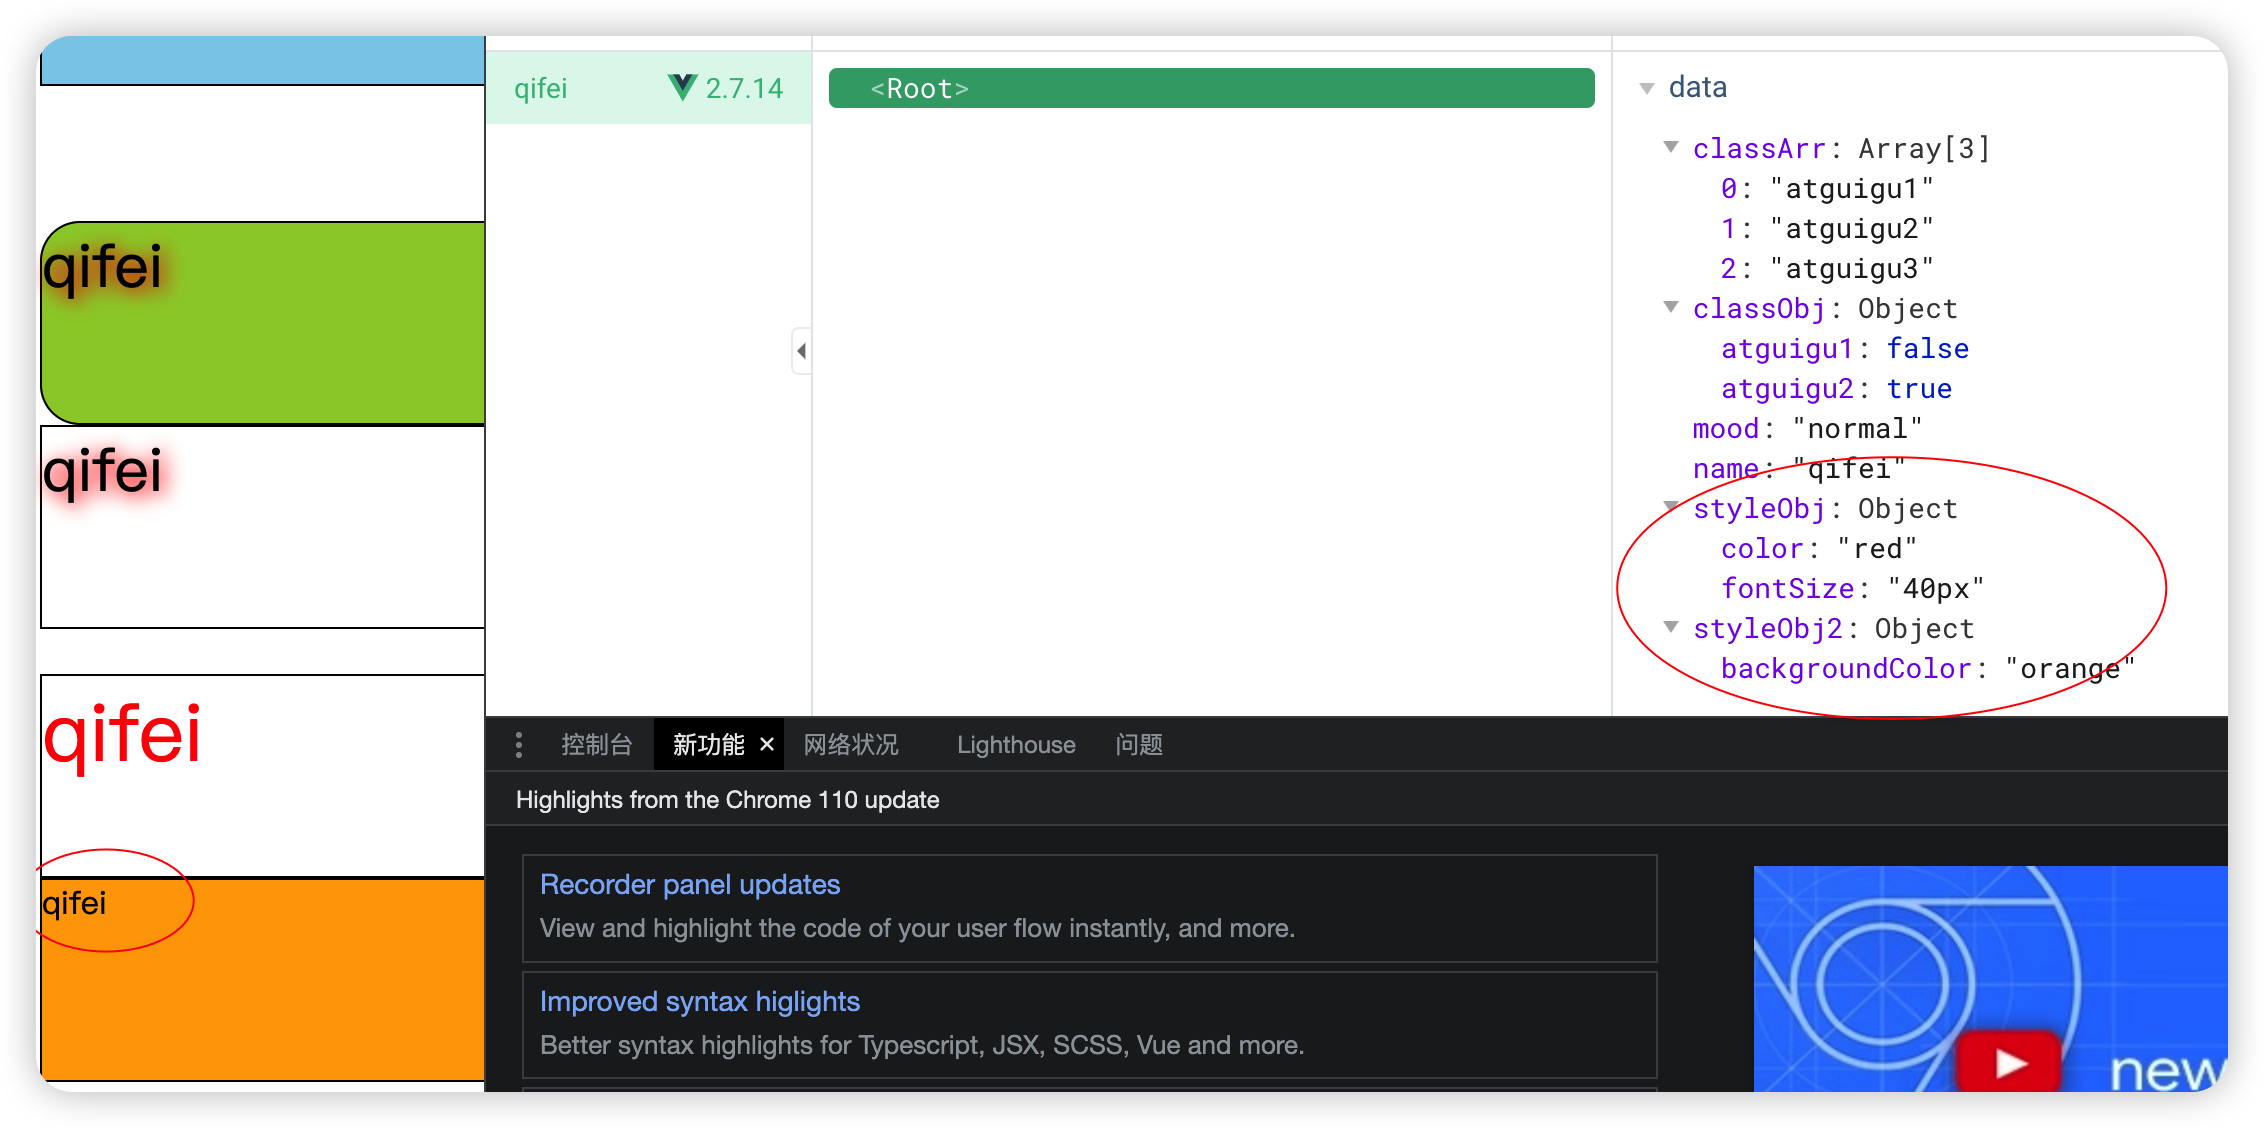 qifei
qifei
qifei
qifei
qifei 2.7.14
<Root>
data
classArr: Array[3]
0: "atguigu1"
1: "atguigu2"
2: "atguigu3"
classObj: Object
atguigu1: false
atguigu2: true
mood: "normal"
name: "qifei"
styleObj: Object
color: "red"
fontSize: "40px"
styleObj2: Object
backgroundColor: "orange"
控制台 新功能 × 网络状况 Lighthouse 问题
Highlights from the Chrome 110 update
Recorder panel updates
View and highlight the code of your user flow instantly, and more.
Improved syntax higlights
Better syntax highlights for Typescript, JSX, SCSS, Vue and more.
new